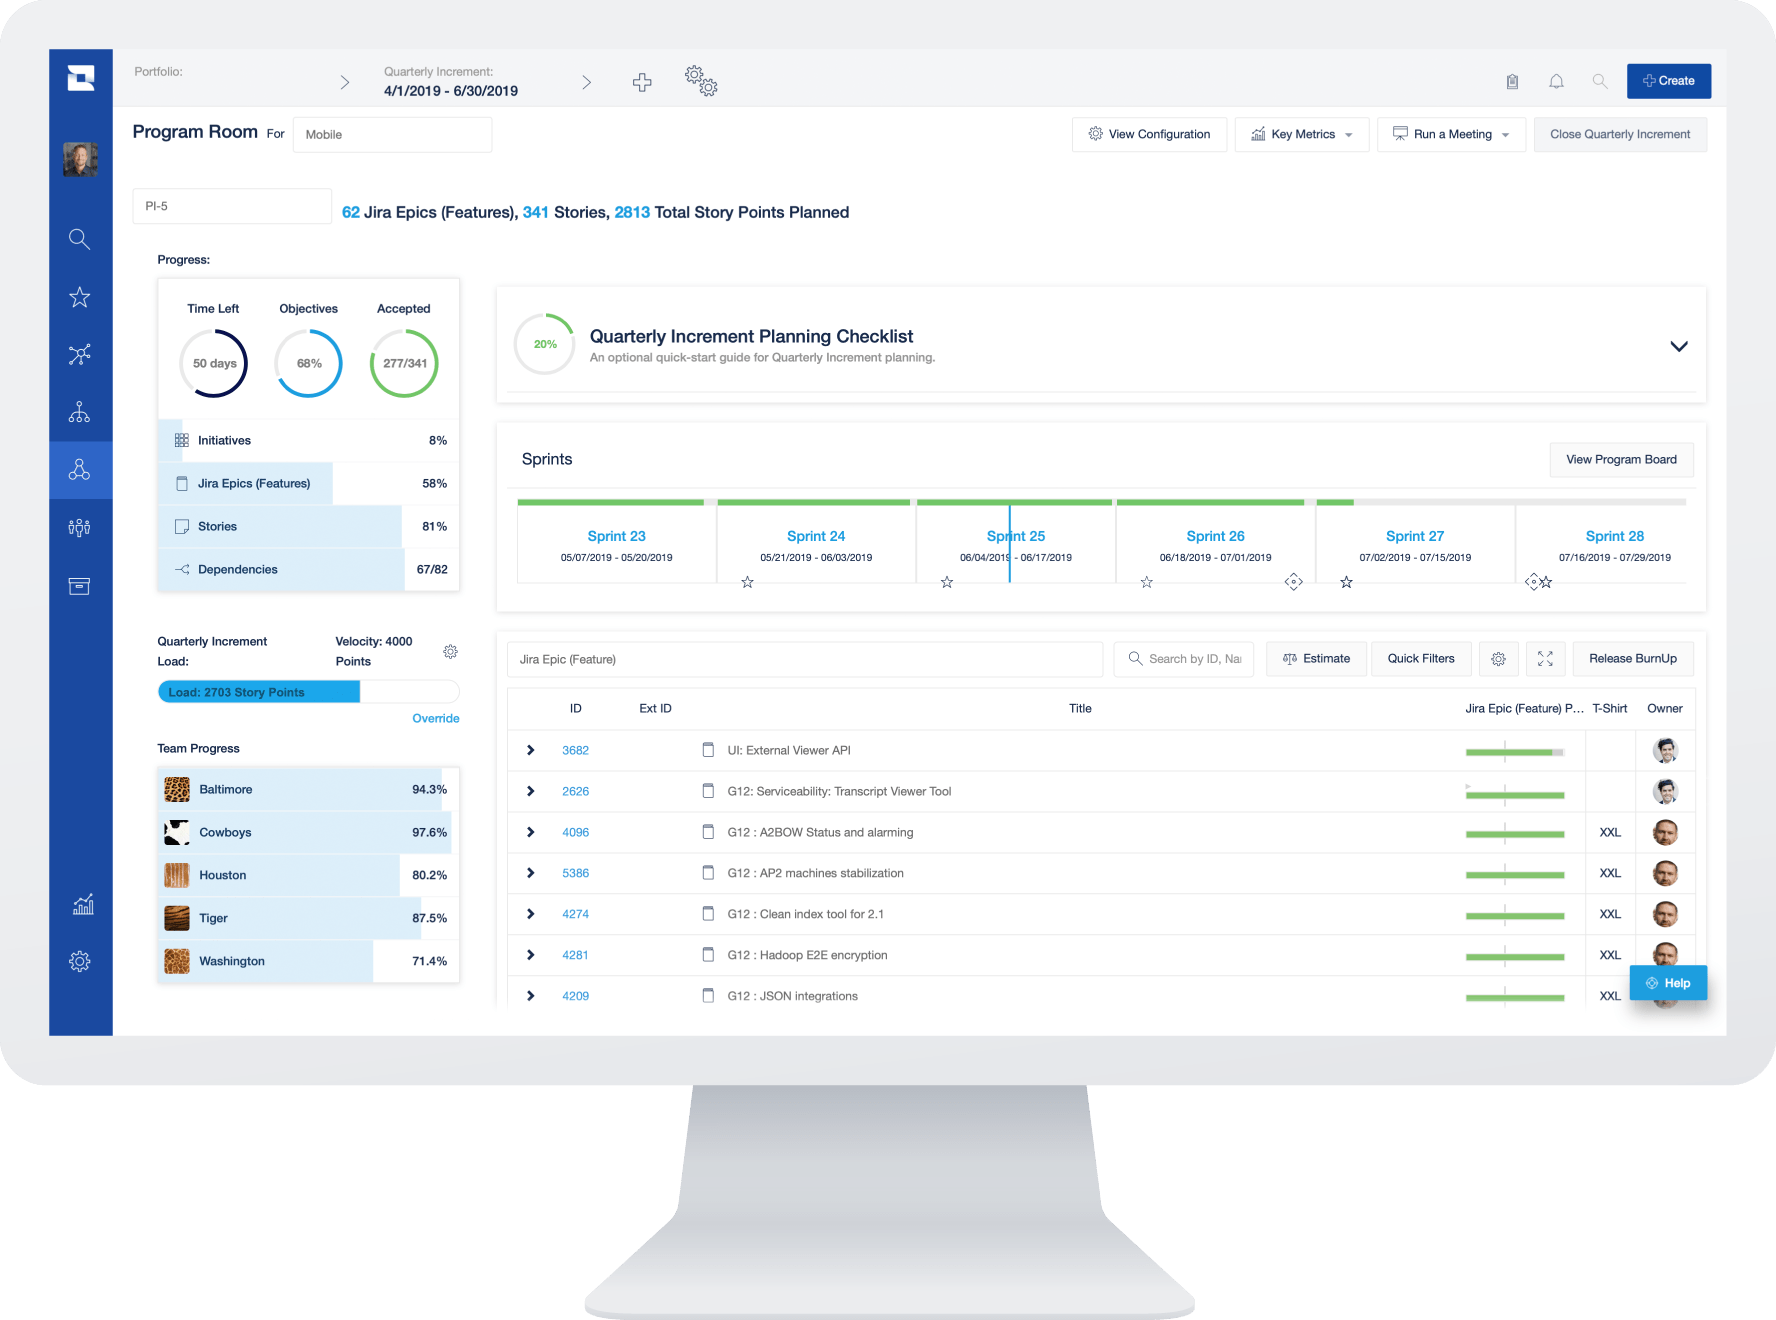 Portfolio:
Quarterly Increment:
4/1/2019 - 6/30/2019
Create
Program Room For Mobile
View Configuration
Key Metrics
Run a Meeting
Close Quarterly Increment
PI-5
62 Jira Epics (Features), 341 Stories, 2813 Total Story Points Planned
Progress:
Time Left Objectives Accepted
50 days 68% 277/341
Initiatives 8%
Jira Epics (Features) 58%
Stories 81%
Dependencies 67/82
Quarterly Increment
Load:
Velocity: 4000
Points
Load: 2703 Story Points
Override
Team Progress
Baltimore 94.3%
Cowboys 97.6%
Houston 80.2%
Tiger 87.5%
Washington 71.4%
20%
Quarterly Increment Planning Checklist
An optional quick-start guide for Quarterly Increment planning.
Sprints
View Program Board
Sprint 23 Sprint 24 Sprint 25 Sprint 26 Sprint 27 Sprint 28
05/07/2019 - 05/20/2019 05/21/2019 - 06/03/2019 06/04/2019 - 06/17/2019 06/18/2019 - 07/01/2019 07/02/2019 - 07/15/2019 07/16/2019 - 07/29/2019
Jira Epic (Feature)
Search by ID, Na
Estimate
Quick Filters
Release BurnUp
ID Ext ID Title Jira Epic (Feature) P... T-Shirt Owner
3682 UI: External Viewer API
2626 G12: Serviceability: Transcript Viewer Tool
4096 G12 : A2BOW Status and alarming XXL
5386 G12 : AP2 machines stabilization XXL
4274 G12 : Clean index tool for 2.1 XXL
4281 G12 : Hadoop E2E encryption XXL
4209 G12 : JSON integrations XXL
Help